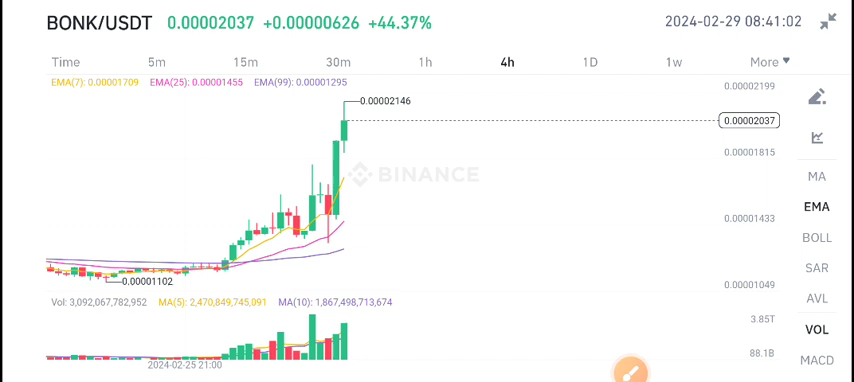 BONK/USDT 0.00002037 +0.00000626 +44.37% 2024-02-29 08:41:02
Time 5m 15m 30m 1h 4h 1D 1w More
EMA(7): 0.00001709 EMA(25): 0.00001455 EMA(99): 0.00001295
0.00002199
0.00002146
0.00002037
0.00001815
BINANCE
MA
EMA
0.00001433
BOLL
SAR
0.00001102
0.00001049
AVL
Vol: 3,092,067,782,952 MA(5): 2,470,849,745,091 MA(10): 1,867,498,713,674
3.85T
VOL
88.1B
MACD
2024-02-25 21:00